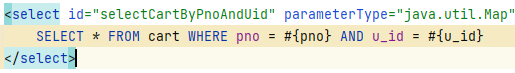 <select id="selectCartByPnoAndUid" parameterType="java.util.Map"
SELECT * FROM cart WHERE pno = #{pno} AND u_id = #{u_id}
</select>